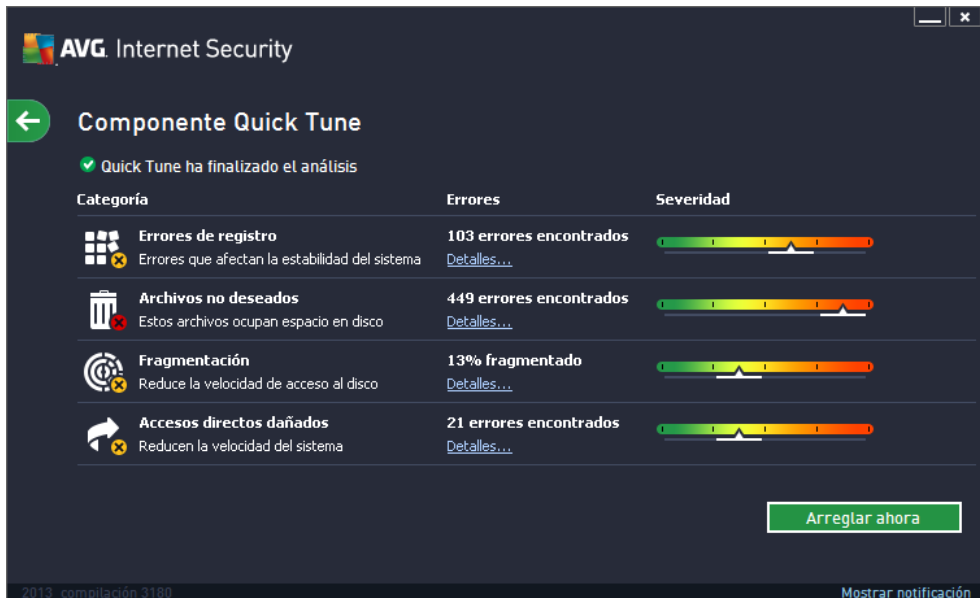 AVG. Internet Security
Componente Quick Tune
Quick Tune ha finalizado el análisis
Categoría Errores Severidad
Errores de registro 103 errores encontrados
Errores que afectan la estabilidad del sistema Detalles...
Archivos no deseados 449 errores encontrados
Estos archivos ocupan espacio en disco Detalles...
Fragmentación 13% fragmentado
Reduce la velocidad de acceso al disco Detalles...
Accesos directos dañados 21 errores encontrados
Reducen la velocidad del sistema Detalles...
Arreglar ahora
2013 compilación 3180 Mostrar notificación